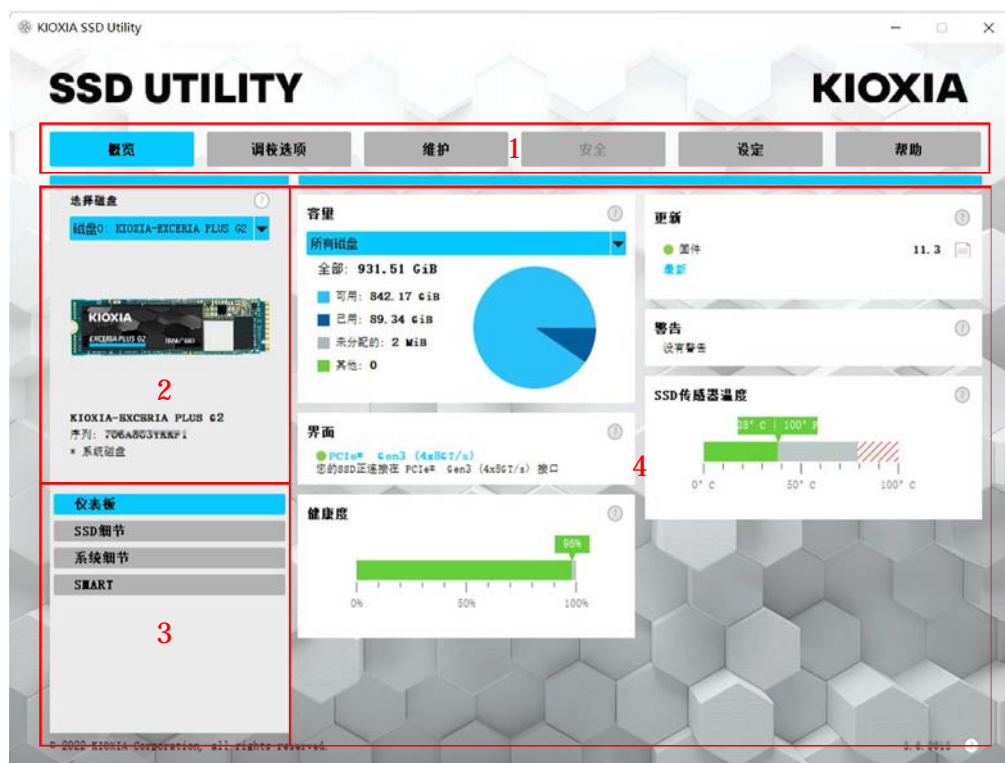 KIOXIA SSD Utility
SSD UTILITY
KIOXIA
概览 调校选项 维护 1 安全 设定 帮助
选择磁盘
磁盘0: KIOXIA-EXCERIA PLUS G2
KIOXIA
EXCERIA PLUS G2
2
KIOXIA-EXCERIA PLUS G2
序列:
* 系统磁盘
仪表板
SSD细节
系统细节
SMART
3
容量
所有磁盘
全部: 931.51 GiB
可用: 842.17 GiB
已用: 89.34 GiB
未分配的: 2 MiB
其他: 0
界面
PCIe® Gen3 (4x8GT/s)
您的SSD正连接在 PCIe® Gen3 (4x8GT/s) 接口
健康度
98%
0% 50% 100%
更新
固件 11.3
最新
警告
没有警告
SSD传感器温度
38° C | 100° F
0° C 50° C 100° C
4
© 2022 KIOXIA Corporation, all rights reserved.